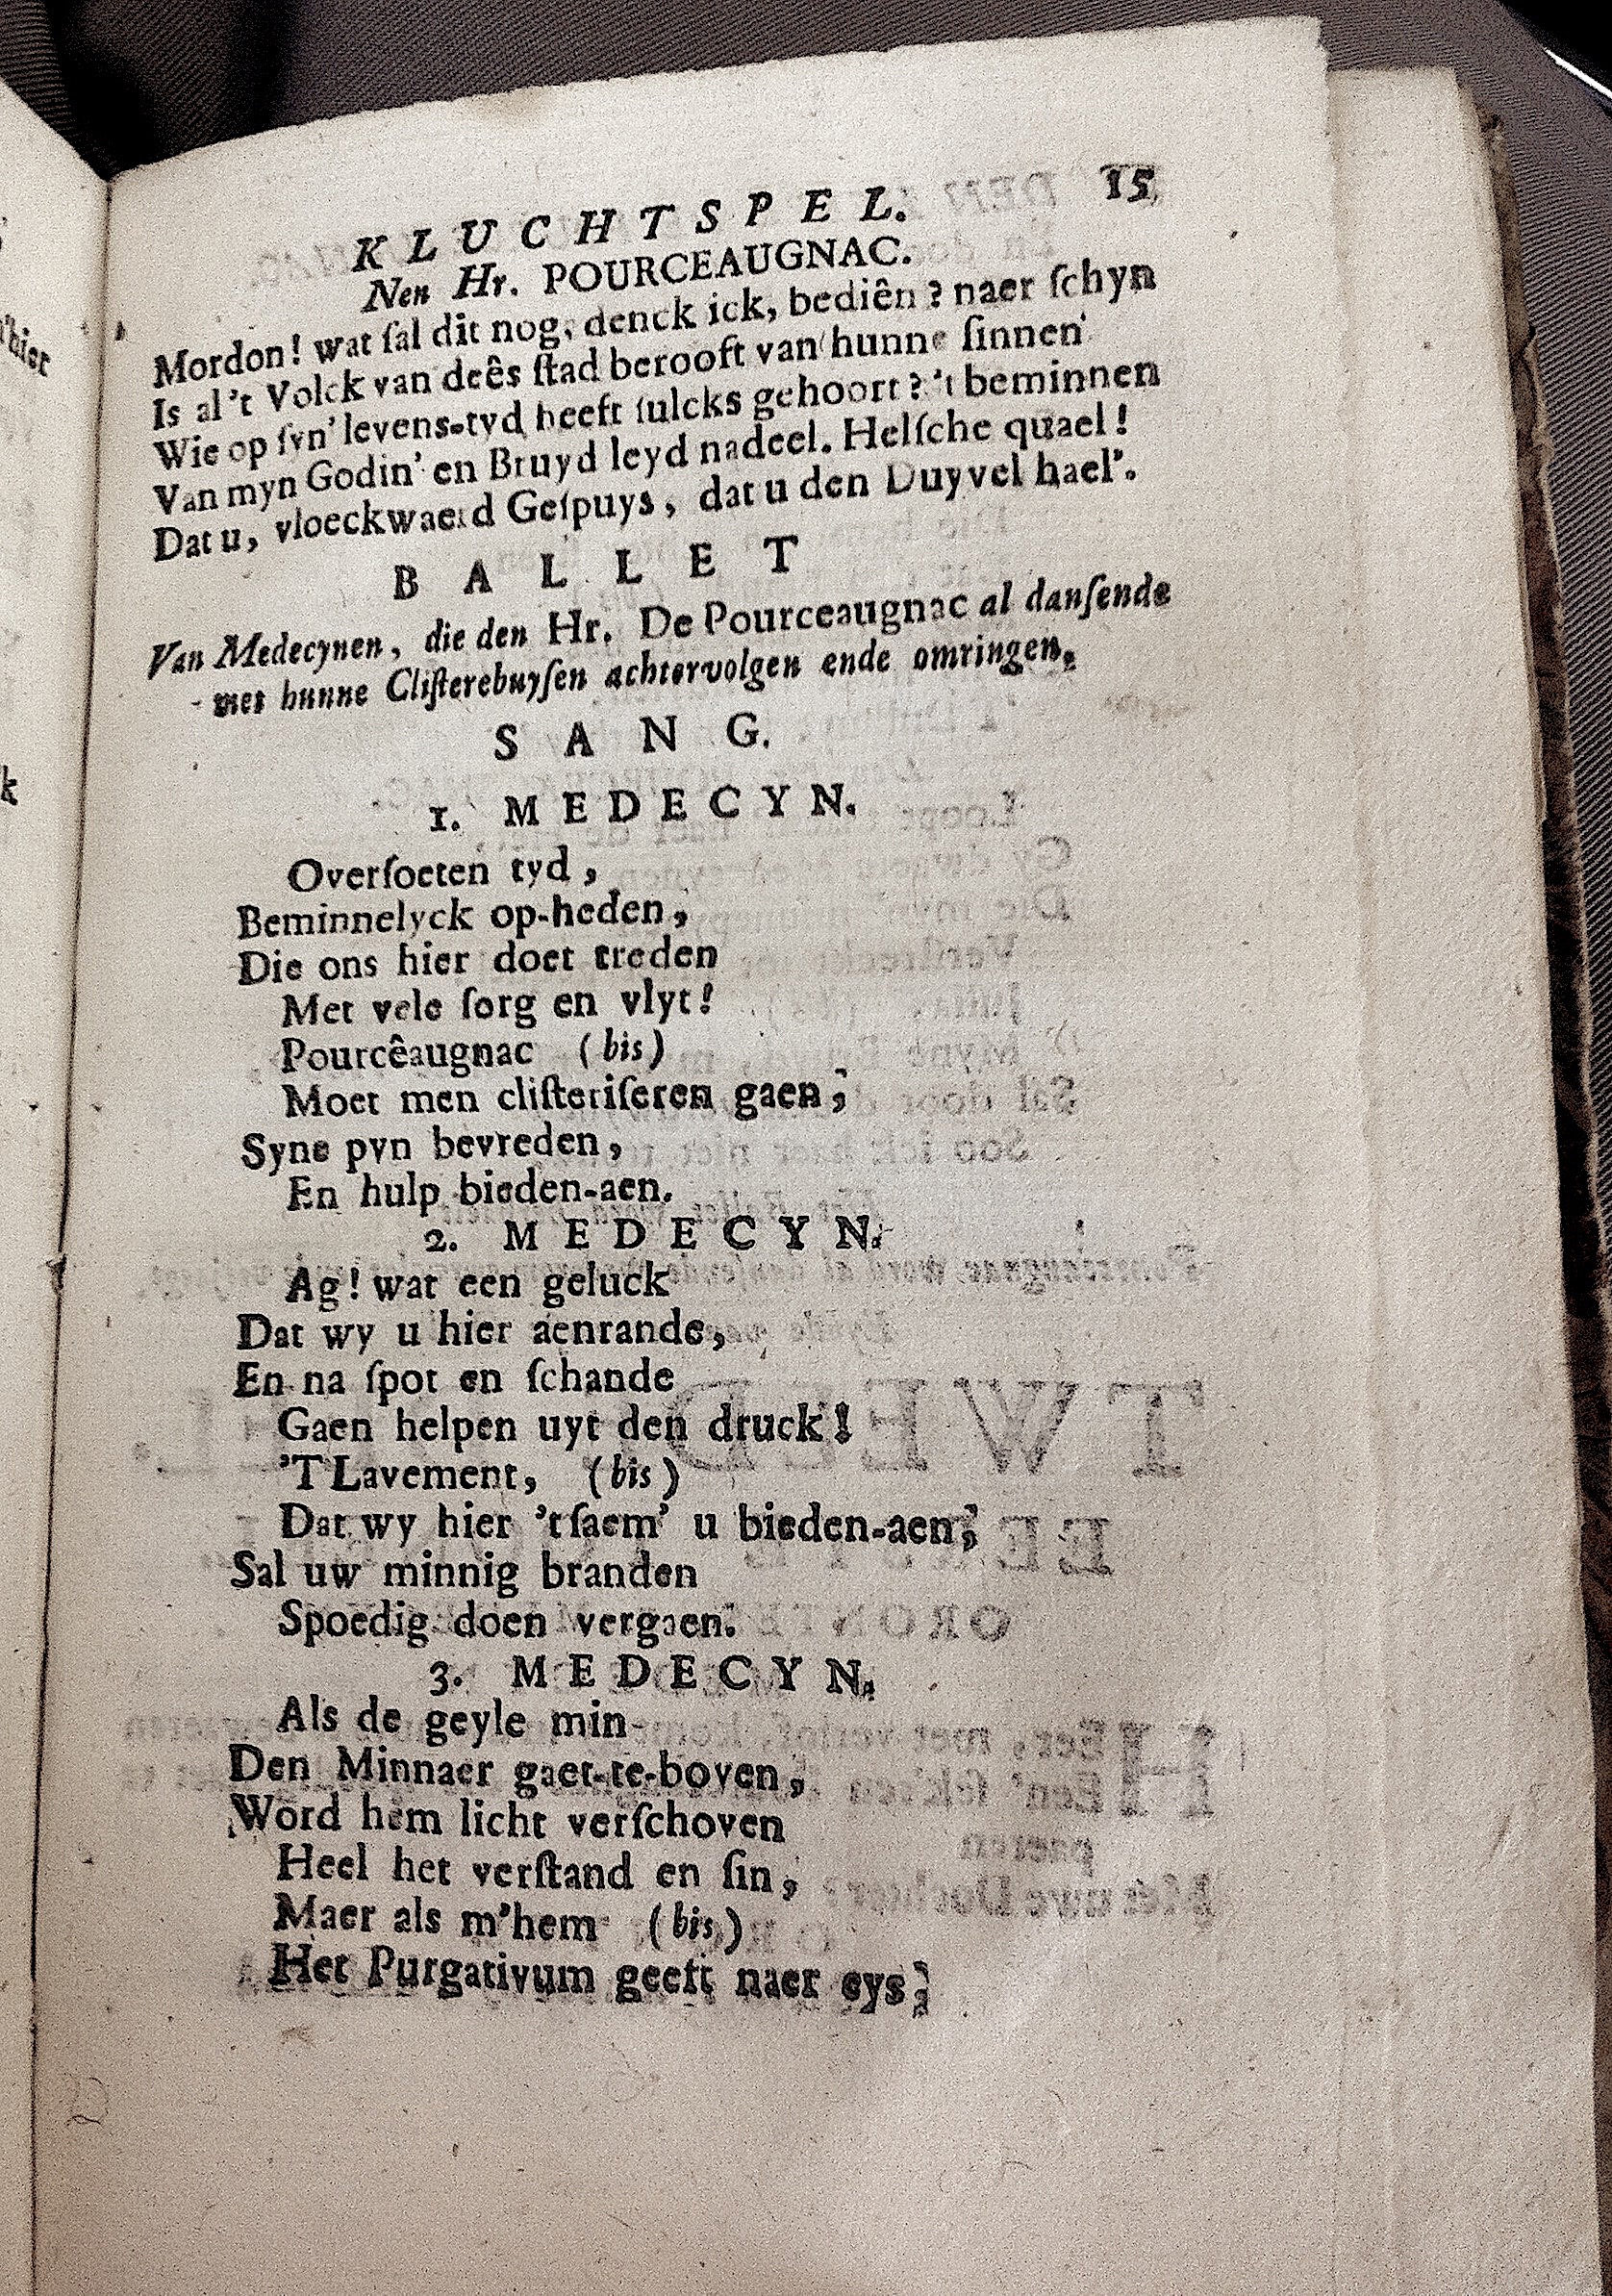 KLUCHTSPEL. 15
Nen Hr. POURCEAUGNAC.
Mordon! wat ſal dit nog, denck ick, bediên? naer ſchyn
Is al 't Volck van deês ſtad berooft van hunne ſinnen
Wie op ſyn' levens-tyd heeft ſulcks gehoort? 't beminnen
Van myn Godin' en Bruyd leyd nadeel. Helſche quael!
Dat u, vloeckwaerd Geſpuys, dat u den Duyvel hael'.
BALLET
Van Medecynen, die den Hr. De Pourceaugnac al danſende
met hunne Cliſterebuyſen achtervolgen ende omringen.
SANG.
1. MEDECYN.
Overſoeten tyd,
Beminnelyck op-heden,
Die ons hier doet treden
Met vele ſorg en vlyt!
Pourcêaugnac (bis)
Moet men cliſteriſeren gaen;
Syne pyn bevreden,
En hulp bieden-aen.
2. MEDECYN.
Ag! wat een geluck
Dat wy u hier aenrande,
En na ſpot en ſchande
Gaen helpen uyt den druck!
'T Lavement, (bis)
Dat wy hier 't ſaem' u bieden-aen;
Sal uw minnig branden
Spoedig doen vergaen.
3. MEDECYN.
Als de geyle min
Den Minnaer gaet-te-boven,
Word hem licht verſchoven
Heel het verſtand en ſin,
Maer als m'hem (bis)
Het Purgativum geeft naer eys;
hier
k